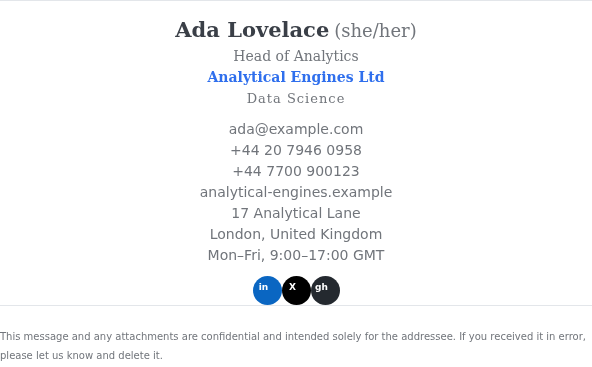 Ada Lovelace (she/her)
Head of Analytics
Analytical Engines Ltd
Data Science
ada@example.com
+44 20 7946 0958
+44 7700 900123
analytical-engines.example
17 Analytical Lane
London, United Kingdom
Mon–Fri, 9:00–17:00 GMT
in X gh
This message and any attachments are confidential and intended solely for the addressee. If you received it in error,
please let us know and delete it.